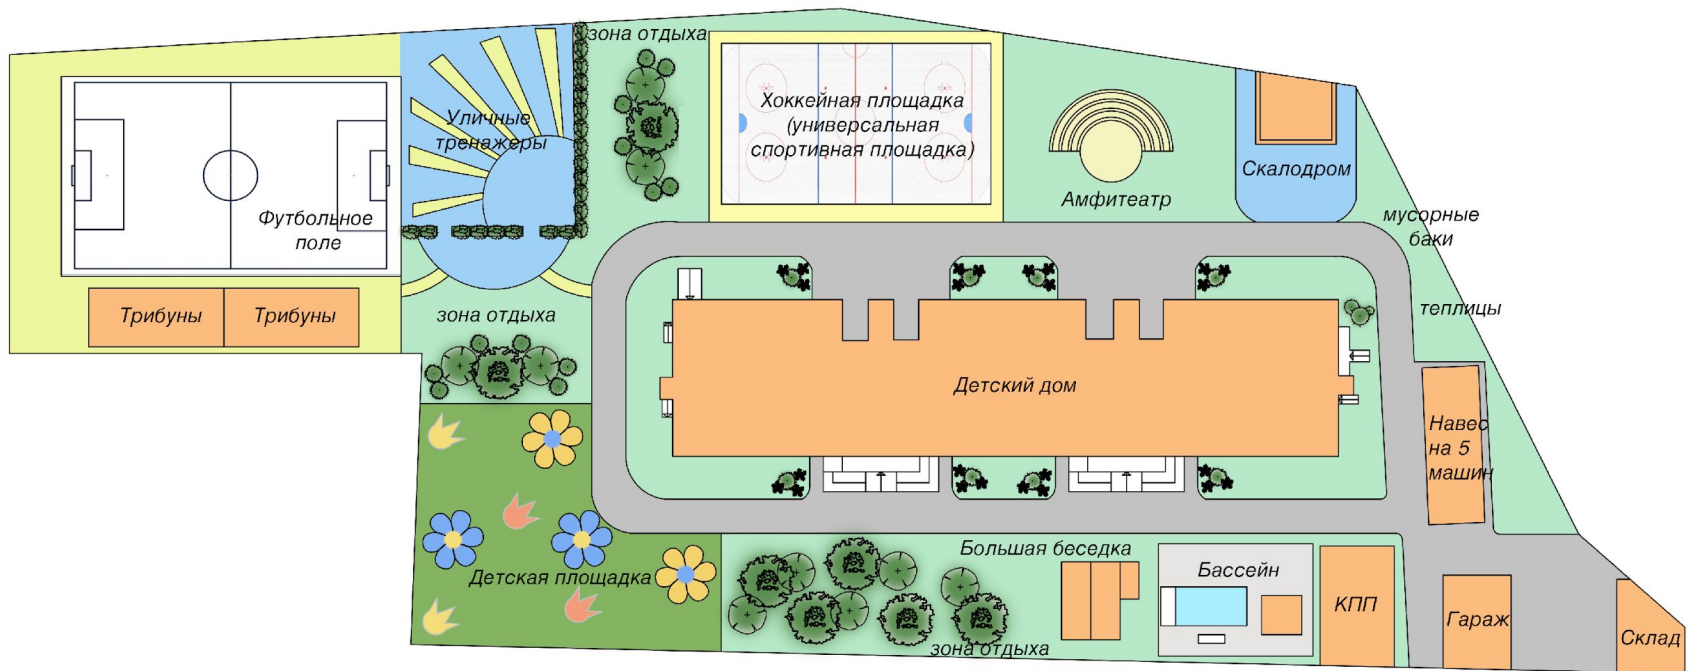 зона отдыха
Хоккейная площадка
(универсальная
спортивная площадка)
Уличные
тренажеры
Скалодром
Амфитеатр
Футбольное
поле
мусорные
баки
Трибуны
Трибуны
зона отдыха
теплицы
Детский дом
Навес
на 5
машин
Большая беседка
Бассейн
Детская площадка
КПП
Гараж
Склад
зона отдыха